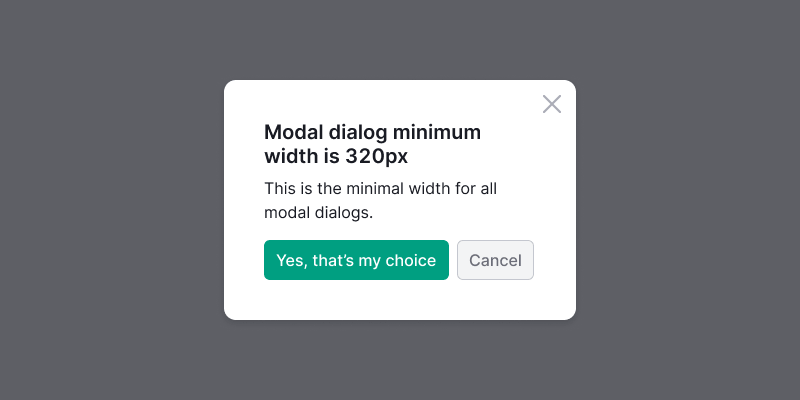 Modal dialog minimum
width is 320px
This is the minimal width for all
modal dialogs.
Yes, that’s my choice
Cancel